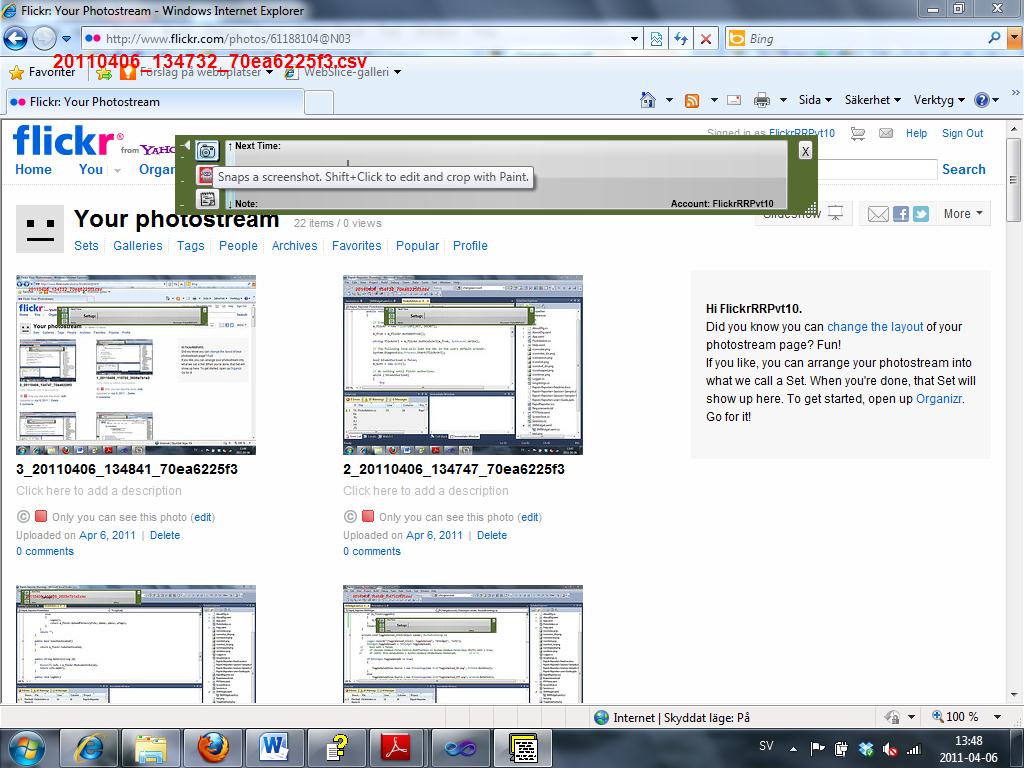 Flickr: Your Photostream - Windows Internet Explorer
http://www.flickr.com/photos/61188104@N03
Bing
20110406_134732_70ea6225f3.csv
Favoriter
Förslag på webbplatser
WebSlice-galleri
Flickr: Your Photostream
Sida
Säkerhet
Verktyg
flickr from YAHOO
Signed in as FlickrRRPvt10
Help
Sign Out
Home
You
Organ
Search
↑ Next Time:
X
Snaps a screenshot. Shift+Click to edit and crop with Paint.
↓ Note:
Account: FlickrRRPvt10
Your photostream
22 items / 0 views
Slideshow
More
Sets
Galleries
Tags
People
Archives
Favorites
Popular
Profile
Hi FlickrRRPvt10.
Did you know you can change the layout of your
photostream page? Fun!
If you like, you can arrange your photostream into
what we call a Set. When you're done, that Set will
show up here. To get started, open up Organizr.
Go for it!
3_20110406_134841_70ea6225f3
Click here to add a description
Only you can see this photo (edit)
Uploaded on Apr 6, 2011 | Delete
0 comments
2_20110406_134747_70ea6225f3
Click here to add a description
Only you can see this photo (edit)
Uploaded on Apr 6, 2011 | Delete
0 comments
Internet | Skyddat läge: På
100 %
SV
13:48
2011-04-06